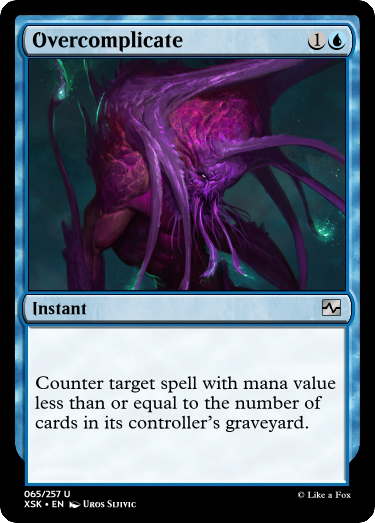 Overcomplicate 1
Instant
Counter target spell with mana value
less than or equal to the number of
cards in its controller's graveyard.
065/257 U
XSK • EN Uros Sljivic
© Like a Fox